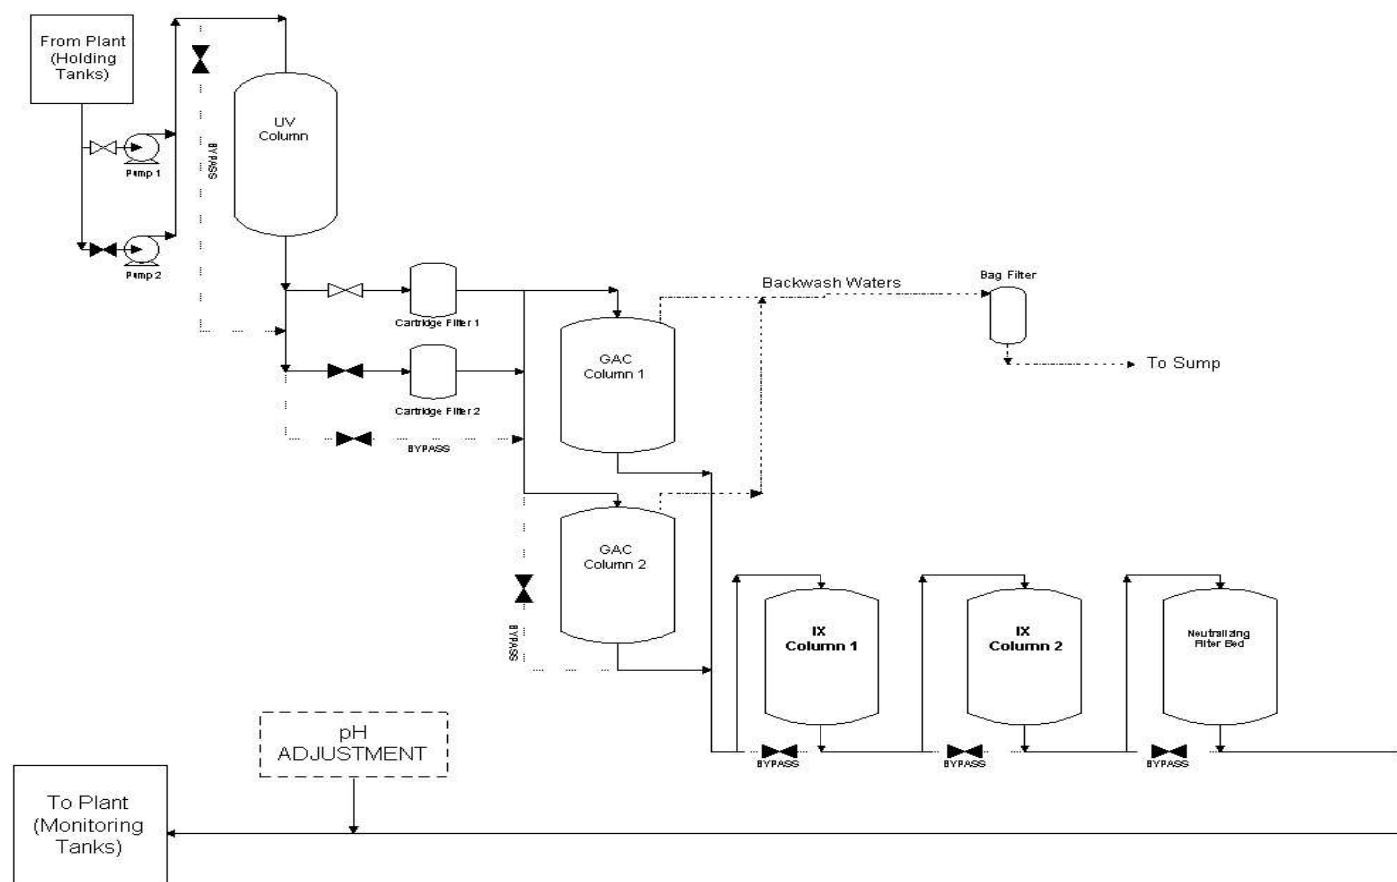 From Plant
(Holding
Tanks)
UV
Column
BYPASS
Pump 1
Pump 2
Cartridge Filter 1
Cartridge Filter 2
BYPASS
GAC
Column 1
Backwash Waters
Bag Filter
To Sump
GAC
Column 2
BYPASS
IX
Column 1
IX
Column 2
Neutralizing
Filter Bed
BYPASS
BYPASS
BYPASS
pH
ADJUSTMENT
To Plant
(Monitoring
Tanks)